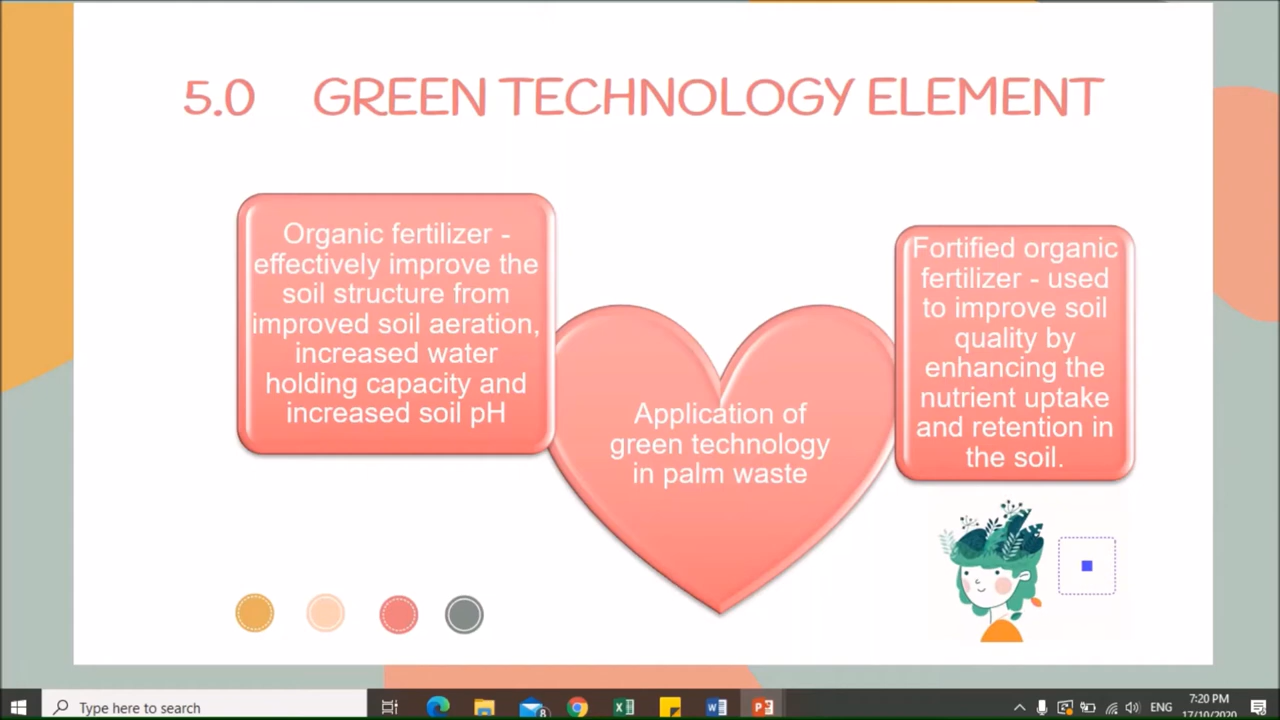 5.0 GREEN TECHNOLOGY ELEMENT
Organic fertilizer -
effectively improve the
soil structure from
improved soil aeration,
increased water
holding capacity and
increased soil pH
Application of
green technology
in palm waste
Fortified organic
fertilizer - used
to improve soil
quality by
enhancing the
nutrient uptake
and retention in
the soil.
Type here to search
8
ENG
7:20 PM
17/10/2020